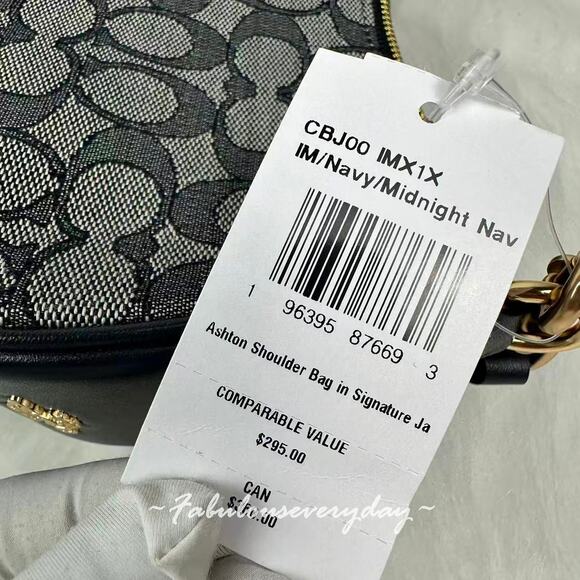 CBJ00 IMX1X
IM/Navy/Midnight Nav
1 96395 87669 3
Ashton Shoulder Bag in Signature Ja
COMPARABLE VALUE
$295.00
CAN
~Fabulouseveryday~